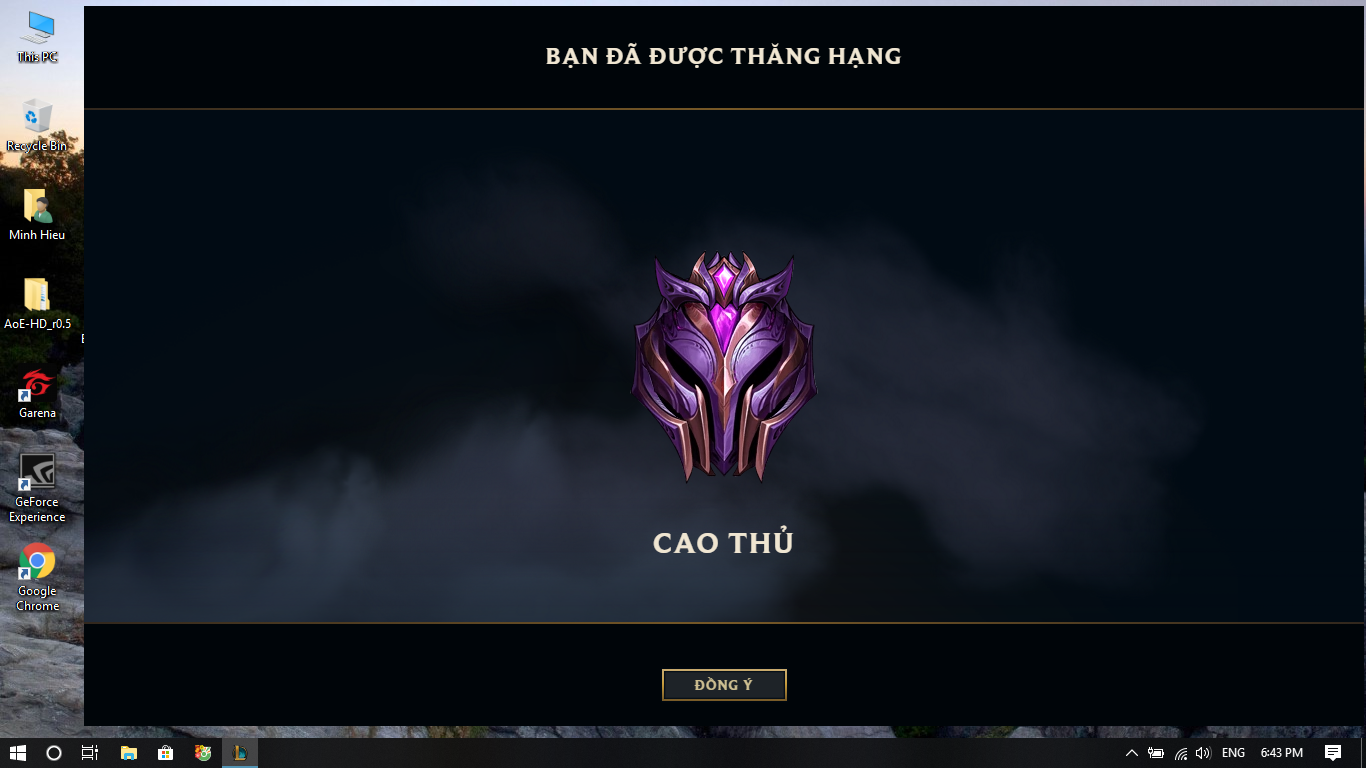 This PC
Recycle Bin
Minh Hieu
AoE-HD_r0.5
Garena
GeForce
Experience
Google
Chrome
BẠN ĐÃ ĐƯỢC THĂNG HẠNG
CAO THỦ
ĐỒNG Ý
ENG
6:43 PM